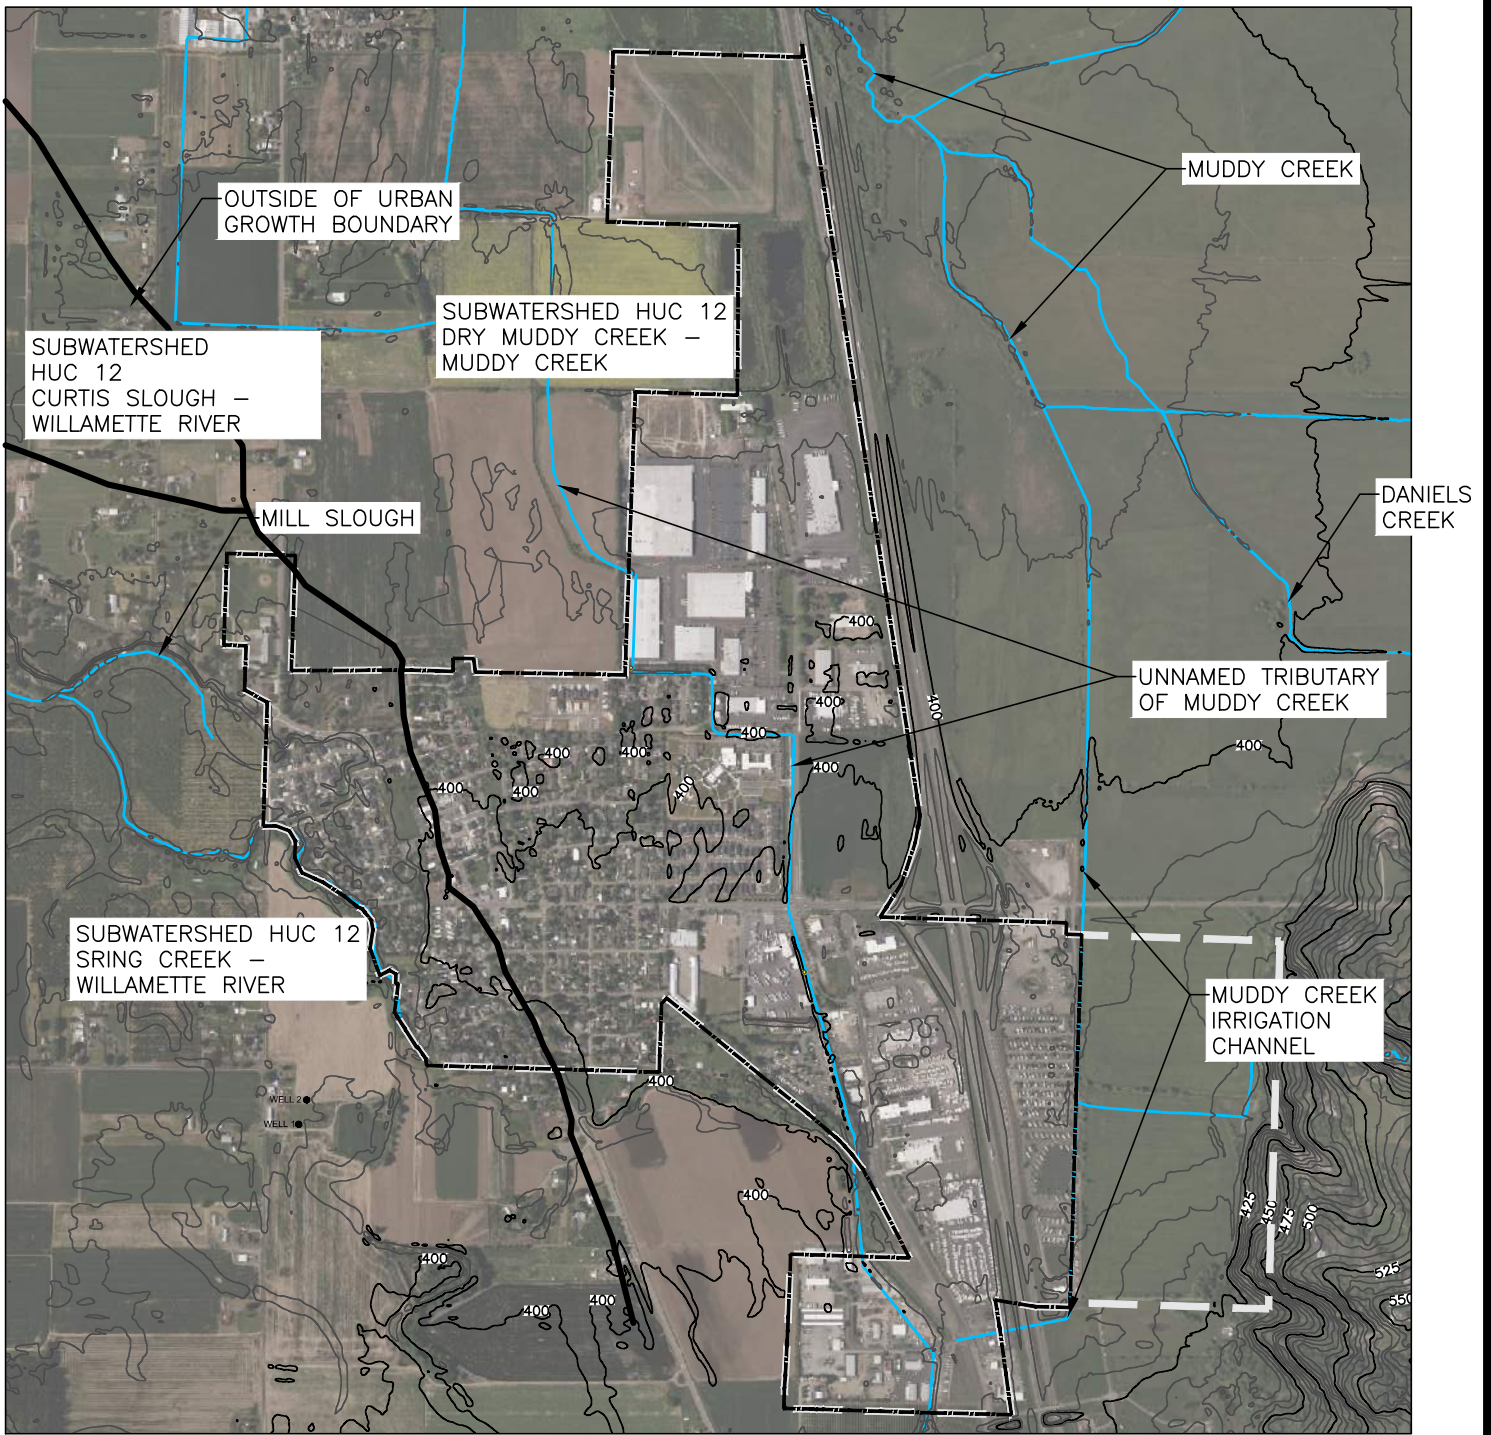 MUDDY CREEK
OUTSIDE OF URBAN
GROWTH BOUNDARY
SUBWATERSHED HUC 12
DRY MUDDY CREEK –
MUDDY CREEK
SUBWATERSHED
HUC 12
CURTIS SLOUGH –
WILLAMETTE RIVER
DANIELS
CREEK
MILL SLOUGH
400
UNNAMED TRIBUTARY
OF MUDDY CREEK
400
400
400
400
400
400
400
400
400
400
SUBWATERSHED HUC 12
SRING CREEK –
WILLAMETTE RIVER
MUDDY CREEK
IRRIGATION
CHANNEL
400
WELL 2
WELL 1
400
425
450
475
500
400
525
400
400
550